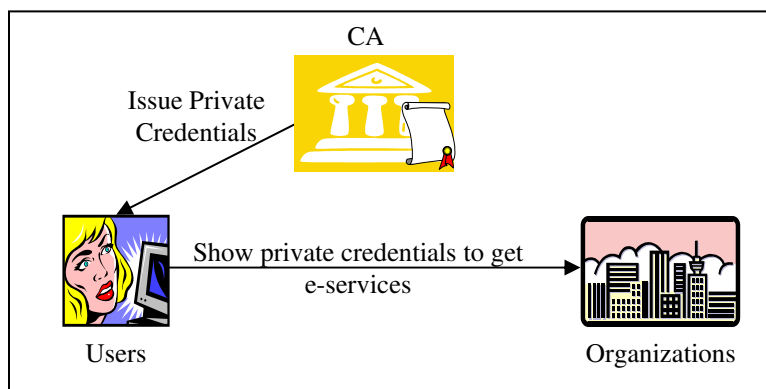 CA
Issue Private
Credentials
Show private credentials to get
e-services
Users
Organizations